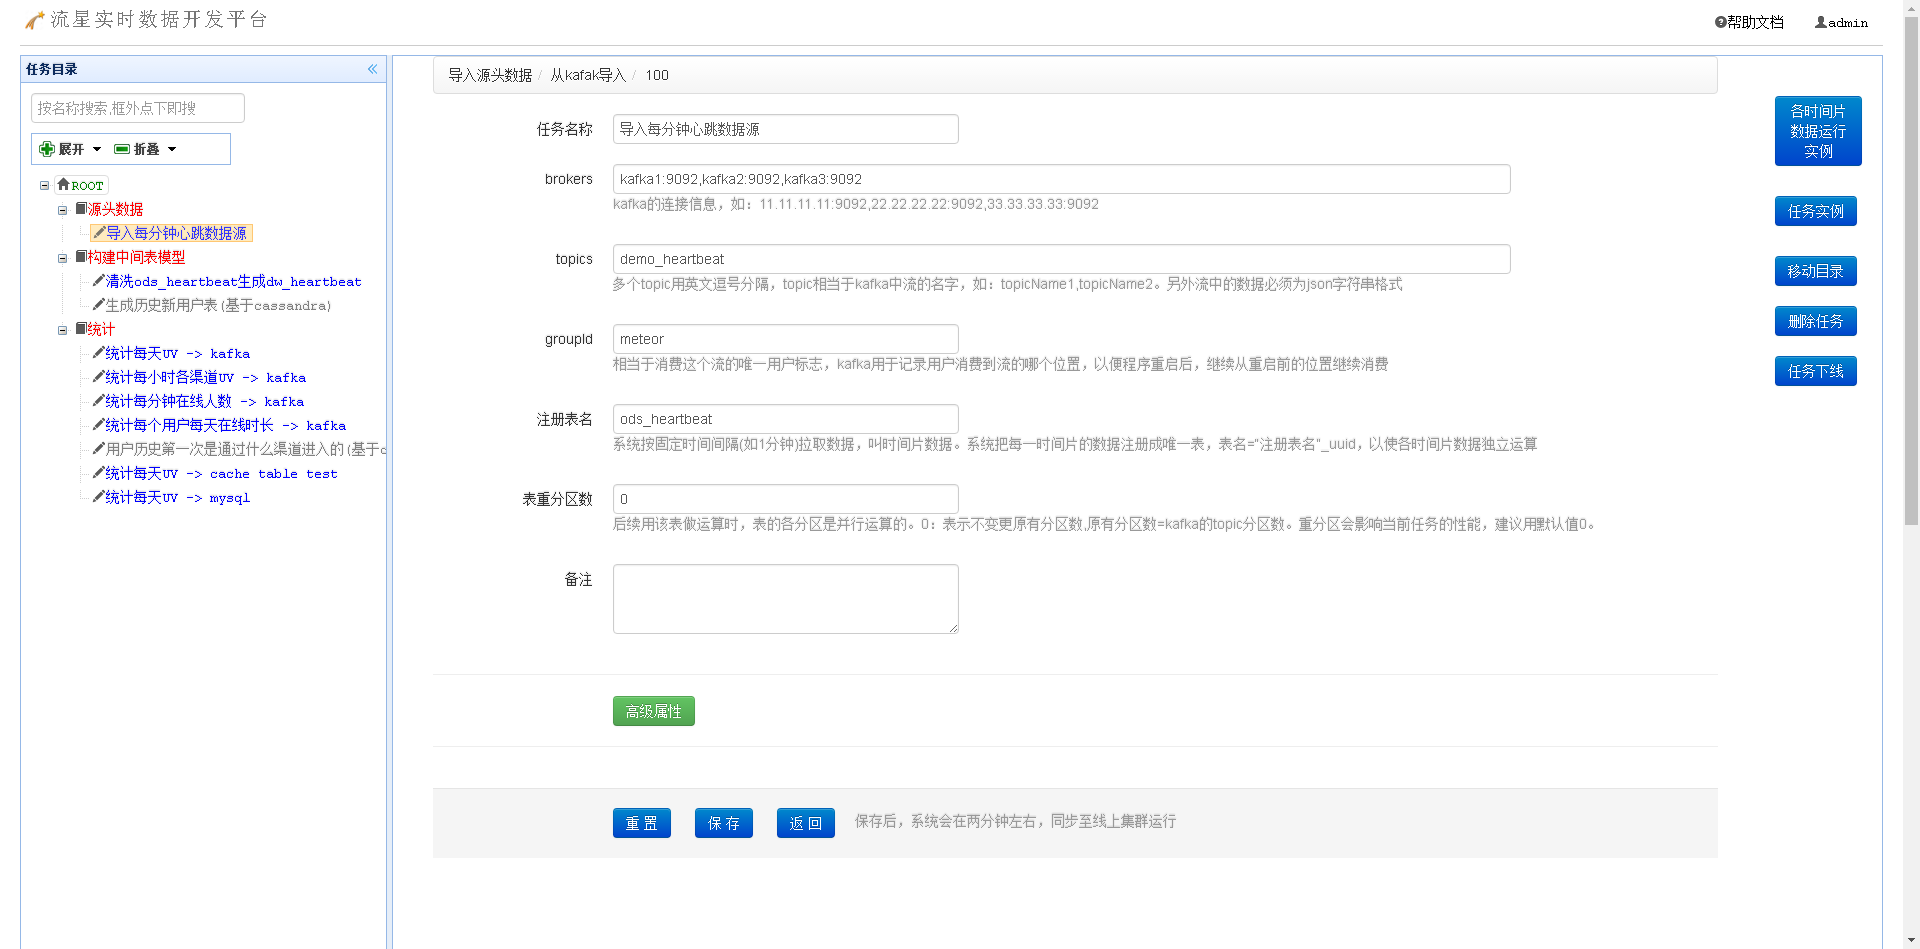 流星实时数据开发平台
帮助文档 admin
任务目录
按名称搜索,框外点下即搜
展开 折叠
ROOT
源头数据
导入每分钟心跳数据源
构建中间表模型
清洗ods_heartbeat生成dw_heartbeat
生成历史新用户表(基于cassandra)
统计
统计每天UV -> kafka
统计每小时各渠道UV -> kafka
统计每分钟在线人数 -> kafka
统计每个用户每天在线时长 -> kafka
用户历史第一次是通过什么渠道进入的(基于c
统计每天UV -> cache table test
统计每天UV -> mysql
导入源头数据 / 从kafak导入 / 100
任务名称 导入每分钟心跳数据源
brokers kafka1:9092,kafka2:9092,kafka3:9092
kafka的连接信息，如：11.11.11.11:9092,22.22.22.22:9092,33.33.33.33:9092
topics demo_heartbeat
多个topic用英文逗号分隔，topic相当于kafka中流的名字，如：topicName1,topicName2。另外流中的数据必须为json字符串格式
groupId meteor
相当于消费这个流的唯一用户标志，kafka用于记录用户消费到流的哪个位置，以便程序重启后，继续从重启前的位置继续消费
注册表名 ods_heartbeat
系统按固定时间间隔(如1分钟)拉取数据，叫时间片数据。系统把每一时间片的数据注册成唯一表，表名="注册表名"_uuid，以使各时间片数据独立运算
表重分区数 0
后续用该表做运算时，表的各分区是并行运算的。0：表示不变更原有分区数,原有分区数=kafka的topic分区数。重分区会影响当前任务的性能，建议用默认值0。
备注
高级属性
重 置 保 存 返 回 保存后，系统会在两分钟左右，同步至线上集群运行
各时间片
数据运行
实例
任务实例
移动目录
删除任务
任务下线